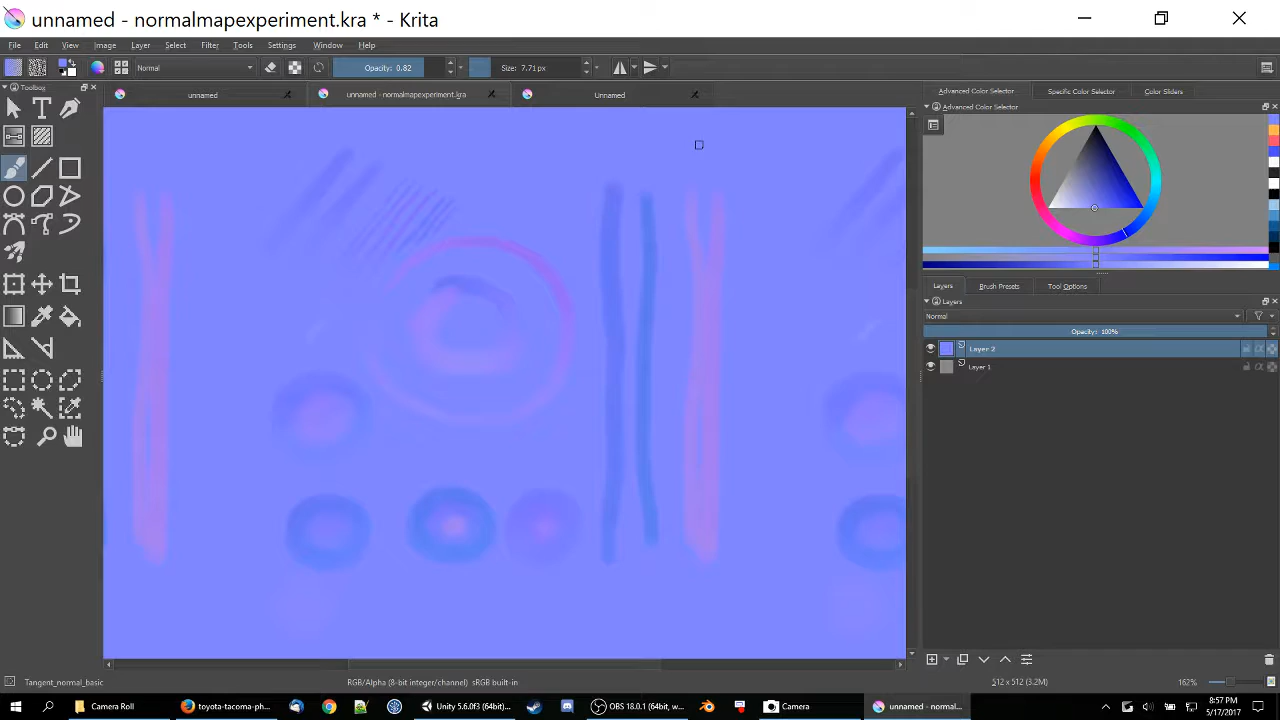 unnamed - normalmapexperiment.kra * - Krita
File Edit View Image Layer Select Filter Tools Settings Window Help
Normal Opacity: 0.82 Size: 7.71 px
Toolbox
unnamed unnamed - normalmapexperiment.kra Unnamed
Advanced Color Selector Specific Color Selector Color Sliders
Advanced Color Selector
Layers Brush Presets Tool Options
Layers
Normal
Opacity: 100%
Layer 2
Layer 1
Tangent_normal_basic RGB/Alpha (8-bit integer/channel) sRGB built-in 512 x 512 (3.2M) 162%
Camera Roll toyota-tacoma-ph... Unity 5.6.0f3 (64bit)... OBS 18.0.1 (64bit, w... Camera unnamed - normal...
8:57 PM
5/17/2017